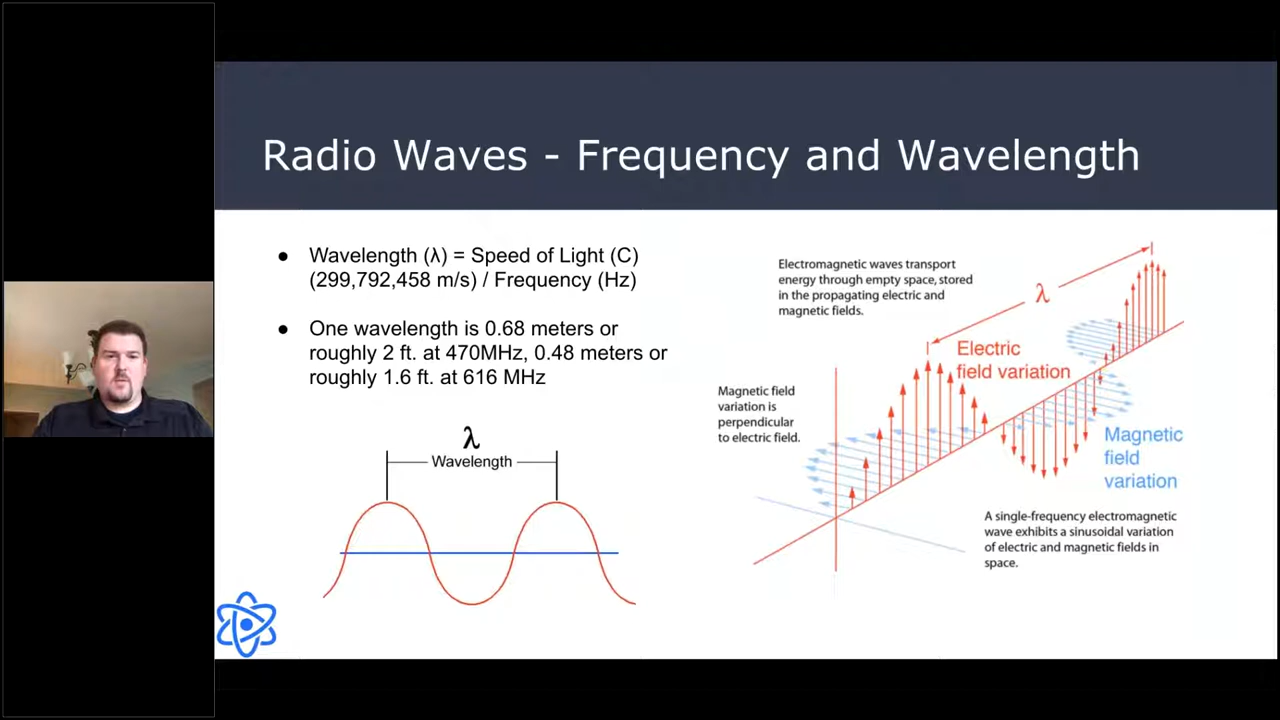 Radio Waves - Frequency and Wavelength
● Wavelength (λ) = Speed of Light (C)
(299,792,458 m/s) / Frequency (Hz)
● One wavelength is 0.68 meters or
roughly 2 ft. at 470MHz, 0.48 meters or
roughly 1.6 ft. at 616 MHz
λ
Wavelength
Electromagnetic waves transport
energy through empty space, stored
in the propagating electric and
magnetic fields.
λ
Electric
field variation
Magnetic field
variation is
perpendicular
to electric field.
Magnetic
field
variation
A single-frequency electromagnetic
wave exhibits a sinusoidal variation
of electric and magnetic fields in
space.